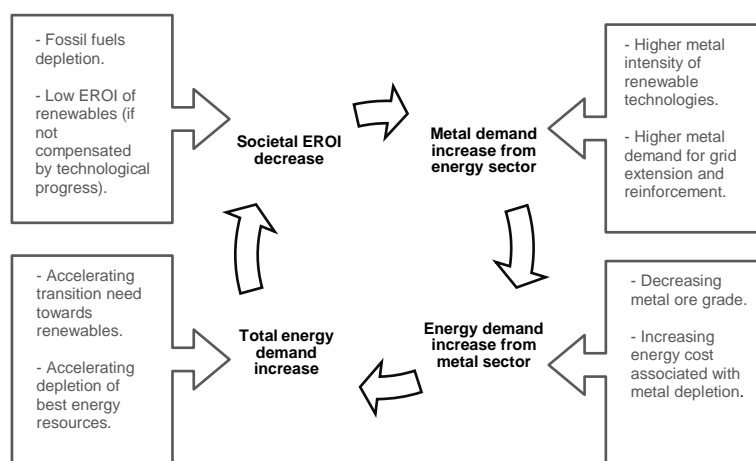 - Fossil fuels
depletion.
- Low EROI of
renewables (if
not
compensated
by technological
progress).
Societal EROI
decrease
Metal demand
increase from
energy sector
- Higher metal
intensity of
renewable
technologies.
- Higher metal
demand for grid
extension and
reinforcement.
- Accelerating
transition need
towards
renewables.
- Accelerating
depletion of
best energy
resources.
Total energy
demand
increase
Energy demand
increase from
metal sector
- Decreasing
metal ore grade.
- Increasing
energy cost
associated with
metal depletion.